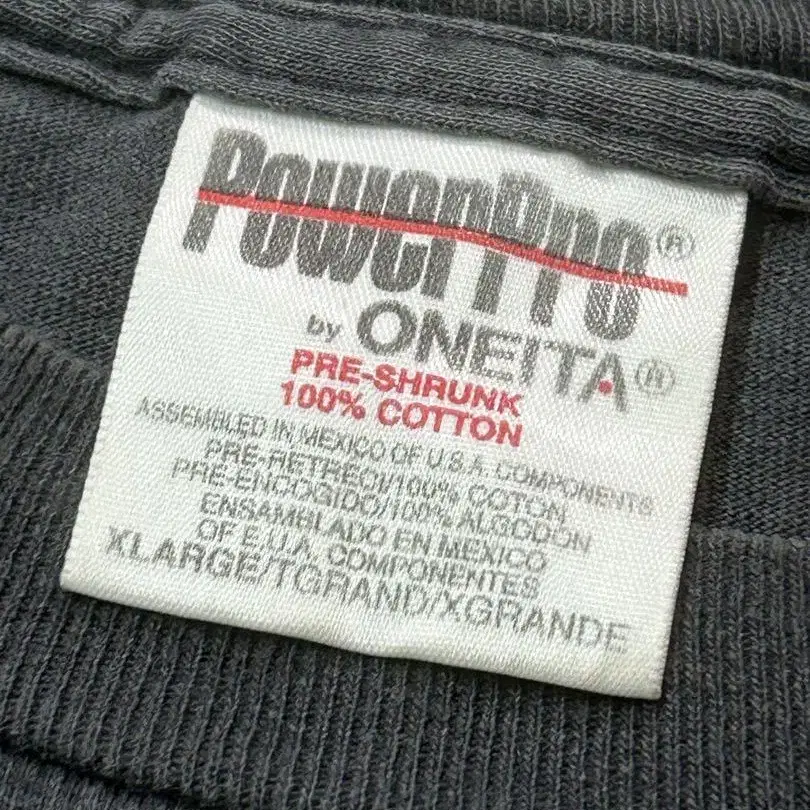 PowerPro®
by ONEITA®
PRE-SHRUNK
100% COTTON
ASSEMBLED IN MEXICO OF U.S.A. COMPONENTS
PRE-RETRECI/100% COTON
PRE-ENCOGIDO/100% ALGODON
ENSAMBLADO EN MEXICO
OF E.U.A. COMPONENTES
XLARGE/TGRAND/XGRANDE